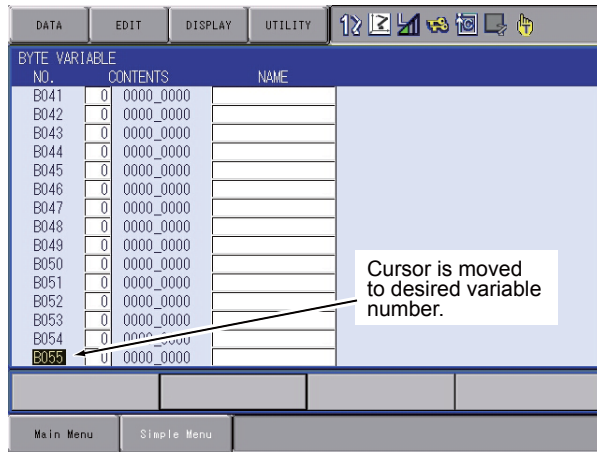 DATA EDIT DISPLAY UTILITY
BYTE VARIABLE
NO. CONTENTS NAME
B041 0 0000_0000
B042 0 0000_0000
B043 0 0000_0000
B044 0 0000_0000
B045 0 0000_0000
B046 0 0000_0000
B047 0 0000_0000
B048 0 0000_0000
B049 0 0000_0000
B050 0 0000_0000
B051 0 0000_0000
B052 0 0000_0000
B053 0 0000_0000
B054 0 0000_0000
B055 0 0000_0000
Cursor is moved
to desired variable
number.
Main Menu Simple Menu